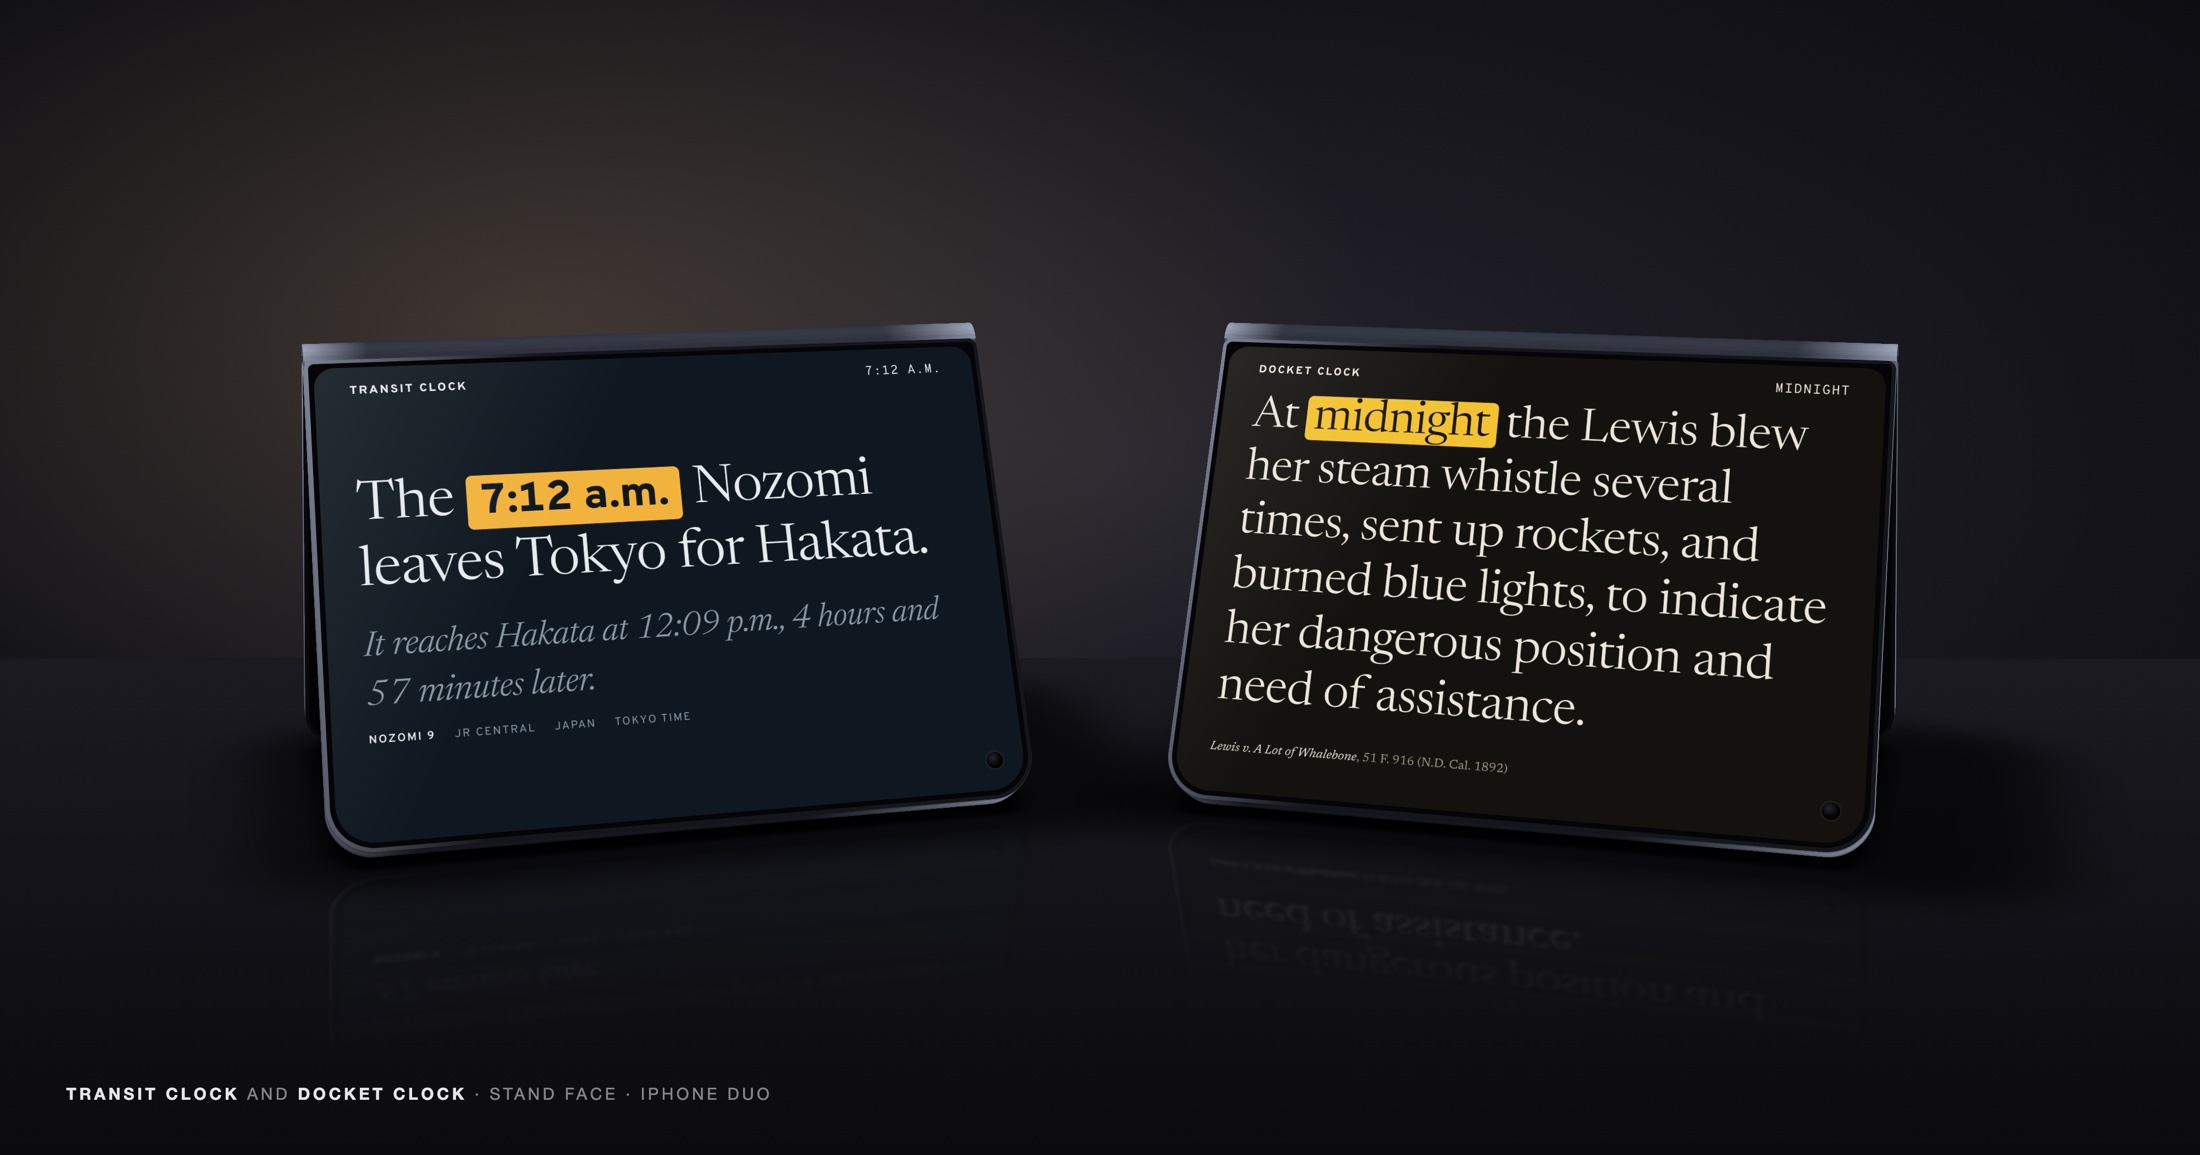 TRANSIT CLOCK
7:12 A.M.
The 7:12 a.m. Nozomi
leaves Tokyo for Hakata.
It reaches Hakata at 12:09 p.m., 4 hours and
57 minutes later.
NOZOMI 9 JR CENTRAL JAPAN TOKYO TIME
DOCKET CLOCK
MIDNIGHT
At midnight the Lewis blew
her steam whistle several
times, sent up rockets, and
burned blue lights, to indicate
her dangerous position and
need of assistance.
Lewis v. A Lot of Whalebone, 51 F. 916 (N.D. Cal. 1892)
TRANSIT CLOCK AND DOCKET CLOCK · STAND FACE · IPHONE DUO